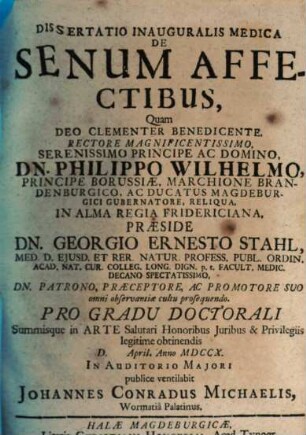 DISSERTATIO INAUGURALIS MEDICA
DE
SENUM AFFE-
CTIBUS,
Quam
DEO CLEMENTER BENEDICENTE,
RECTORE MAGNIFICENTISSIMO,
SERENISSIMO PRINCIPE AC DOMINO,
DN. PHILIPPO WILHELMO,
PRINCIPE BORUSSIÆ, MARCHIONE BRAN-
DENBURGICO, AC DUCATUS MAGDEBUR-
GICI GUBERNATORE, RELIQUA.
IN ALMA REGIA FRIDERICIANA,
PRÆSIDE
DN. GEORGIO ERNESTO STAHL,
MED. D. EJUSD. ET RER. NATUR. PROFESS. PUBL. ORDIN.
ACAD. NAT. CUR. COLLEG. LONG. DIGN. p. t. FACULT. MEDIC.
DECANO SPECTATISSIMO,
DN. PATRONO, PRÆCEPTORE, AC PROMOTORE SUO
omni observantiæ cultu prosequendo.
PRO GRADU DOCTORALI
Summisque in ARTE Salutari Honoribus Juribus & Privilegiis
legitime obtinendis
D. April. Anno MDCCX.
IN AUDITORIO MAJORI
publice ventilabit
JOHANNES CONRADUS MICHAELIS,
Wormatiâ Palatinus.
HALÆ MAGDEBURGICÆ,